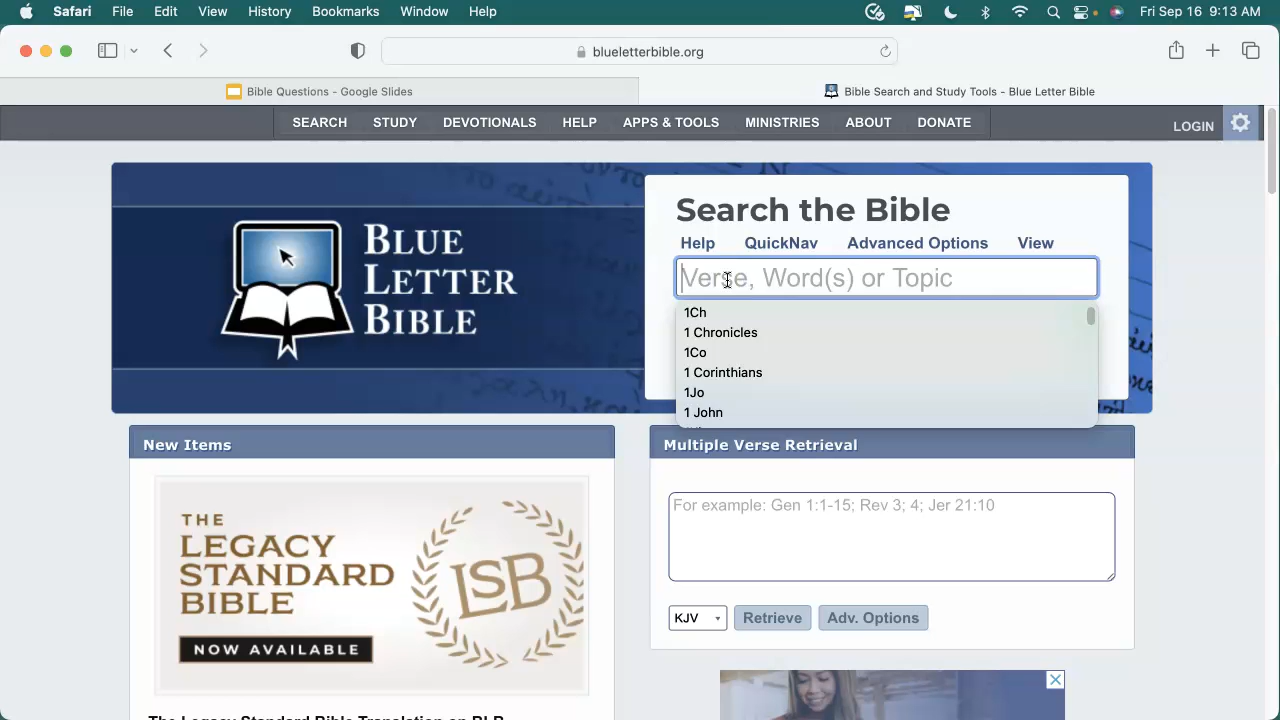 Safari File Edit View History Bookmarks Window Help Fri Sep 16 9:13 AM
blueletterbible.org
Bible Questions - Google Slides
Bible Search and Study Tools - Blue Letter Bible
SEARCH STUDY DEVOTIONALS HELP APPS & TOOLS MINISTRIES ABOUT DONATE LOGIN
BLUE
LETTER
BIBLE
Search the Bible
Help QuickNav Advanced Options View
Verse, Word(s) or Topic
1Ch
1 Chronicles
1Co
1 Corinthians
1Jo
1 John
New Items
THE
LEGACY
STANDARD
BIBLE
NOW AVAILABLE
LSB
Multiple Verse Retrieval
For example: Gen 1:1-15; Rev 3; 4; Jer 21:10
KJV Retrieve Adv. Options
The Legacy Standard Bible Translation on BLB